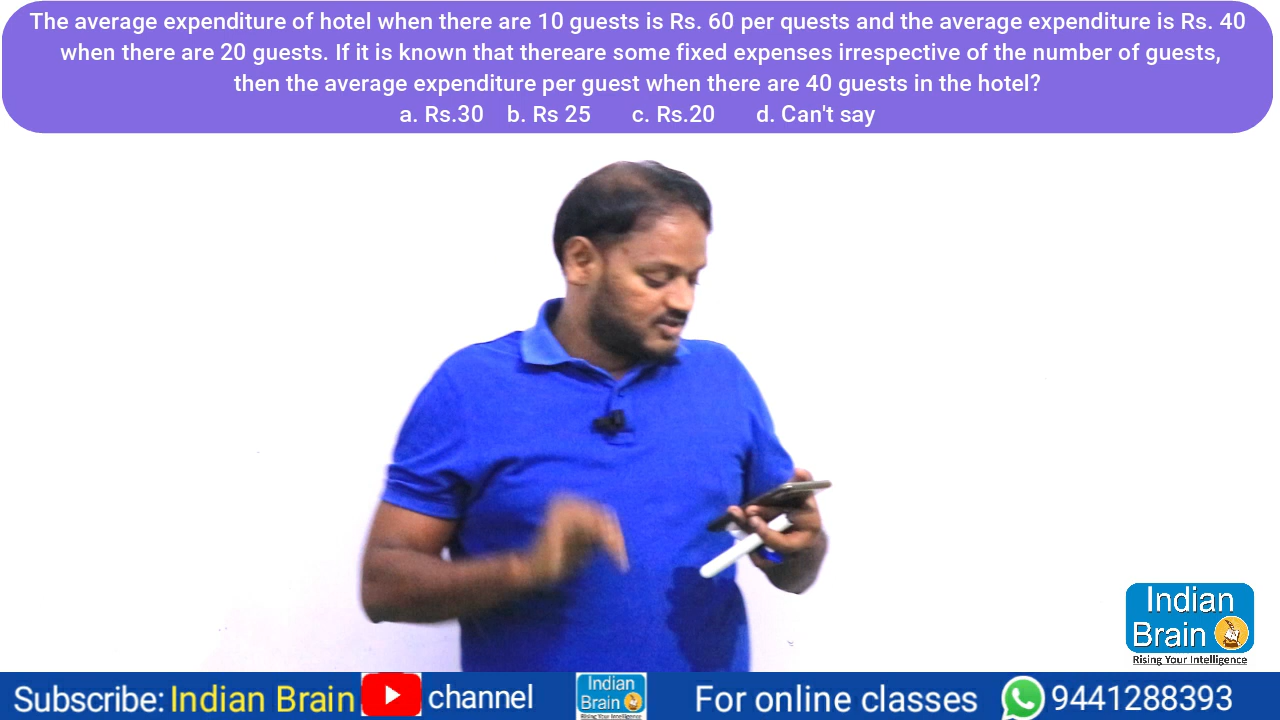 The average expenditure of hotel when there are 10 guests is Rs. 60 per quests and the average expenditure is Rs. 40
when there are 20 guests. If it is known that thereare some fixed expenses irrespective of the number of guests,
then the average expenditure per guest when there are 40 guests in the hotel?
a. Rs.30 b. Rs 25 c. Rs.20 d. Can't say
Indian
Brain
Rising Your Intelligence
Subscribe: Indian Brain channel Indian Brain Rising Your Intelligence For online classes 9441288393